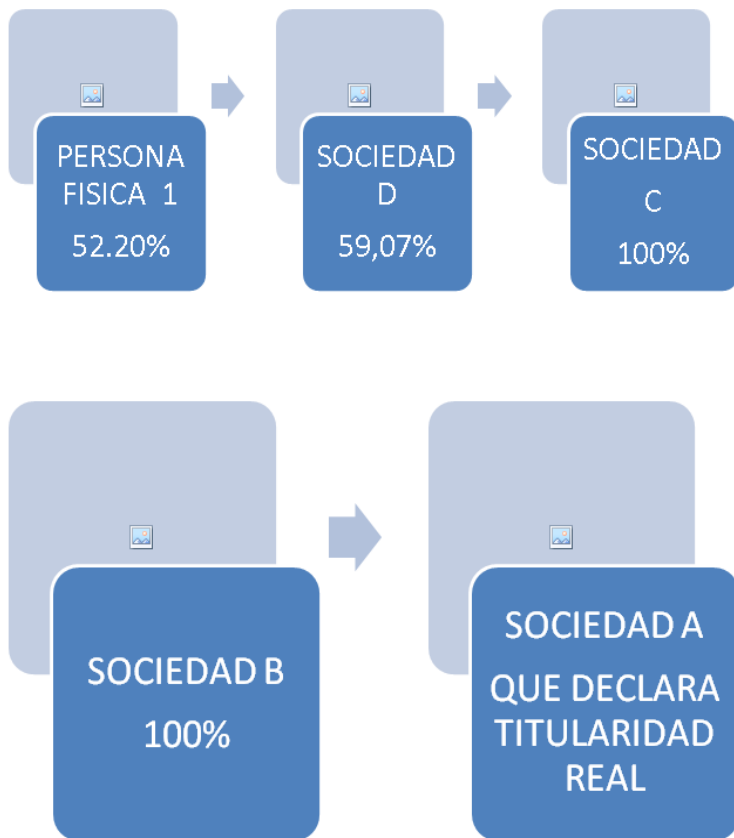 PERSONA
FISICA 1
52.20%
SOCIEDAD
D
59,07%
SOCIEDAD
C
100%
SOCIEDAD B
100%
SOCIEDAD A
QUE DECLARA
TITULARIDAD
REAL